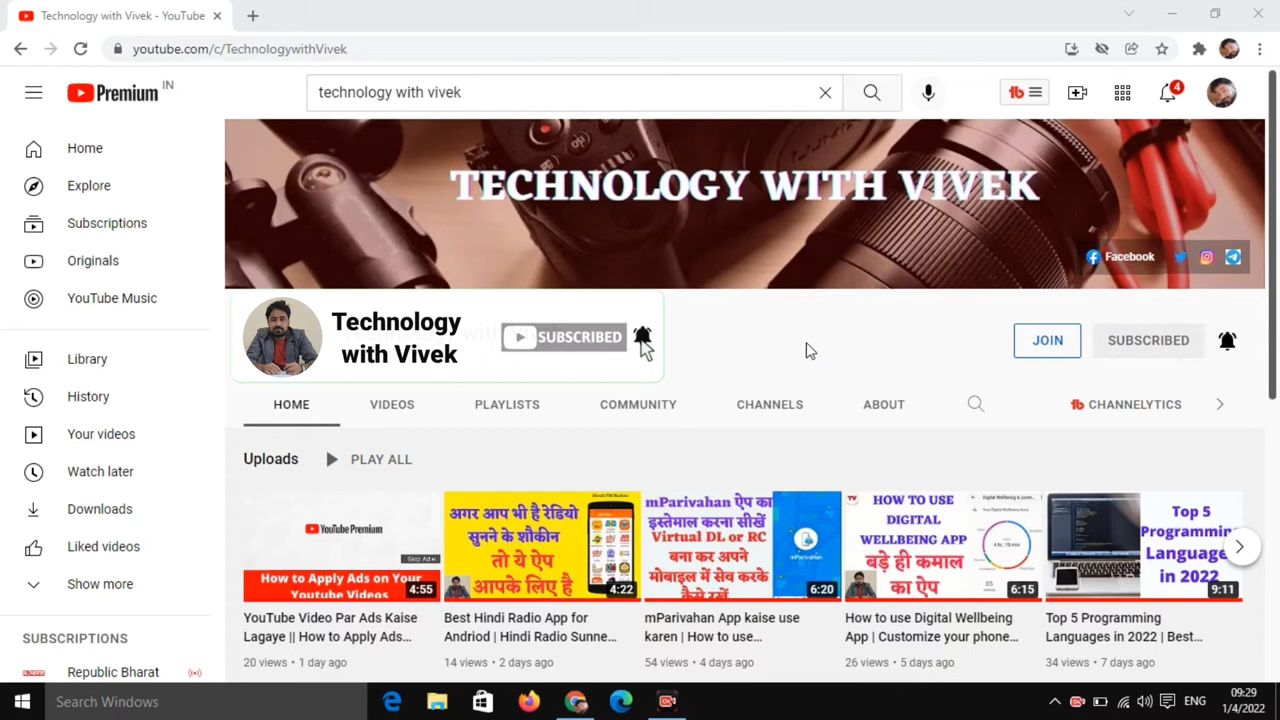 Technology with Vivek - YouTube
youtube.com/c/TechnologywithVivek
Premium IN
technology with vivek
4
Home
Explore
Subscriptions
Originals
YouTube Music
Library
History
Your videos
Watch later
Downloads
Liked videos
Show more
SUBSCRIPTIONS
Republic Bharat
TECHNOLOGY WITH VIVEK
Facebook
Technology
with Vivek
SUBSCRIBED
JOIN
SUBSCRIBED
HOME
VIDEOS
PLAYLISTS
COMMUNITY
CHANNELS
ABOUT
CHANNELYTICS
Uploads
PLAY ALL
YouTube Premium
Skip Ad
How to Apply Ads on Your
Youtube Videos
4:55
YouTube Video Par Ads Kaise
Lagaye || How to Apply Ads...
20 views • 1 day ago
अगर आप भी है रेडियो
सुनने के शौकीन
तो ये ऐप
आपके लिए है
4:22
Best Hindi Radio App for
Andriod | Hindi Radio Sunne...
14 views • 2 days ago
mParivahan ऐप का
इस्तेमाल करना सीखें
Virtual DL or RC
बना कर अपने
मोबाइल में सेव करके
कैसे रखें
mParivahan
6:20
mParivahan App kaise use
karen | How to use...
54 views • 4 days ago
HOW TO USE
DIGITAL
WELLBEING APP
बड़े ही कमाल
का ऐप
6:15
How to use Digital Wellbeing
App | Customize your phone...
26 views • 5 days ago
Top 5
Programming
Languages
in 2022
9:11
Top 5 Programming
Languages in 2022 | Best...
34 views • 7 days ago
Search Windows
ENG
09:29
1/4/2022